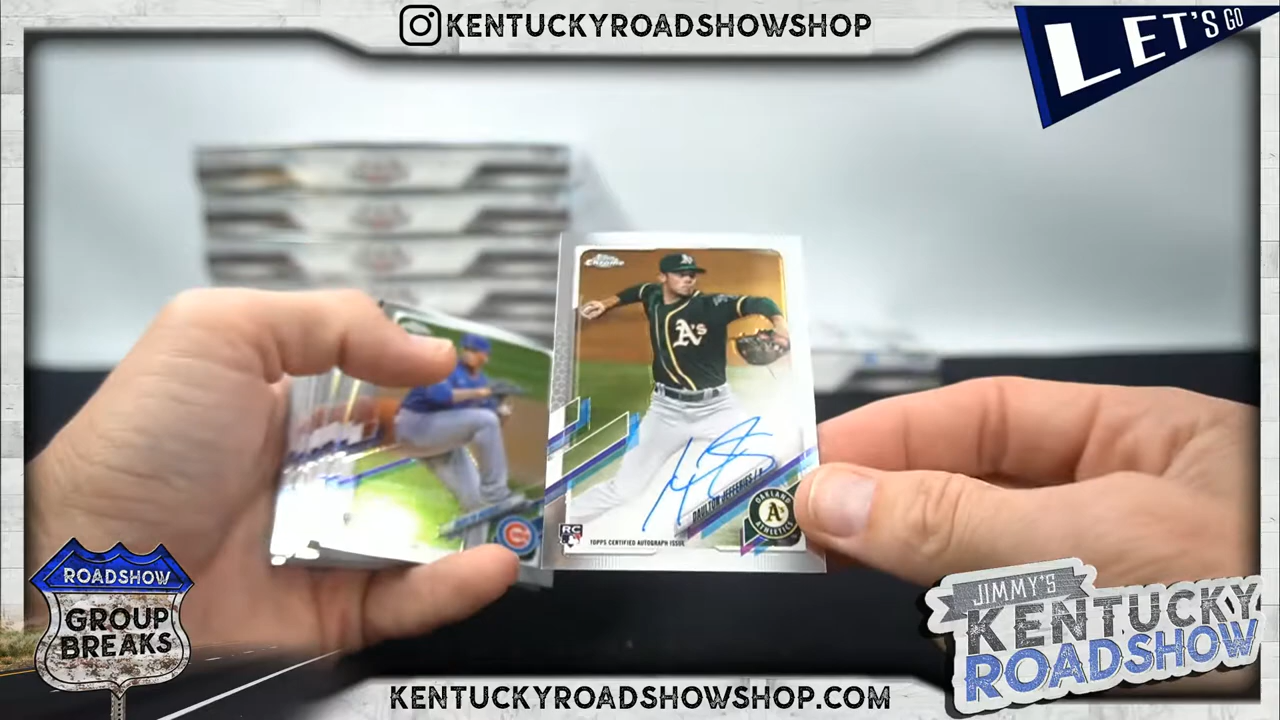 KENTUCKYROADSHOWSHOP
LET'S GO
Topps
Chrome
A's
DAULTON JEFFERIES
RC
TOPPS CERTIFIED AUTOGRAPH ISSUE
OAKLAND
A's
ATHLETICS
ROADSHOW
GROUP
BREAKS
JIMMY'S
KENTUCKY
ROADSHOW
KENTUCKYROADSHOWSHOP.COM